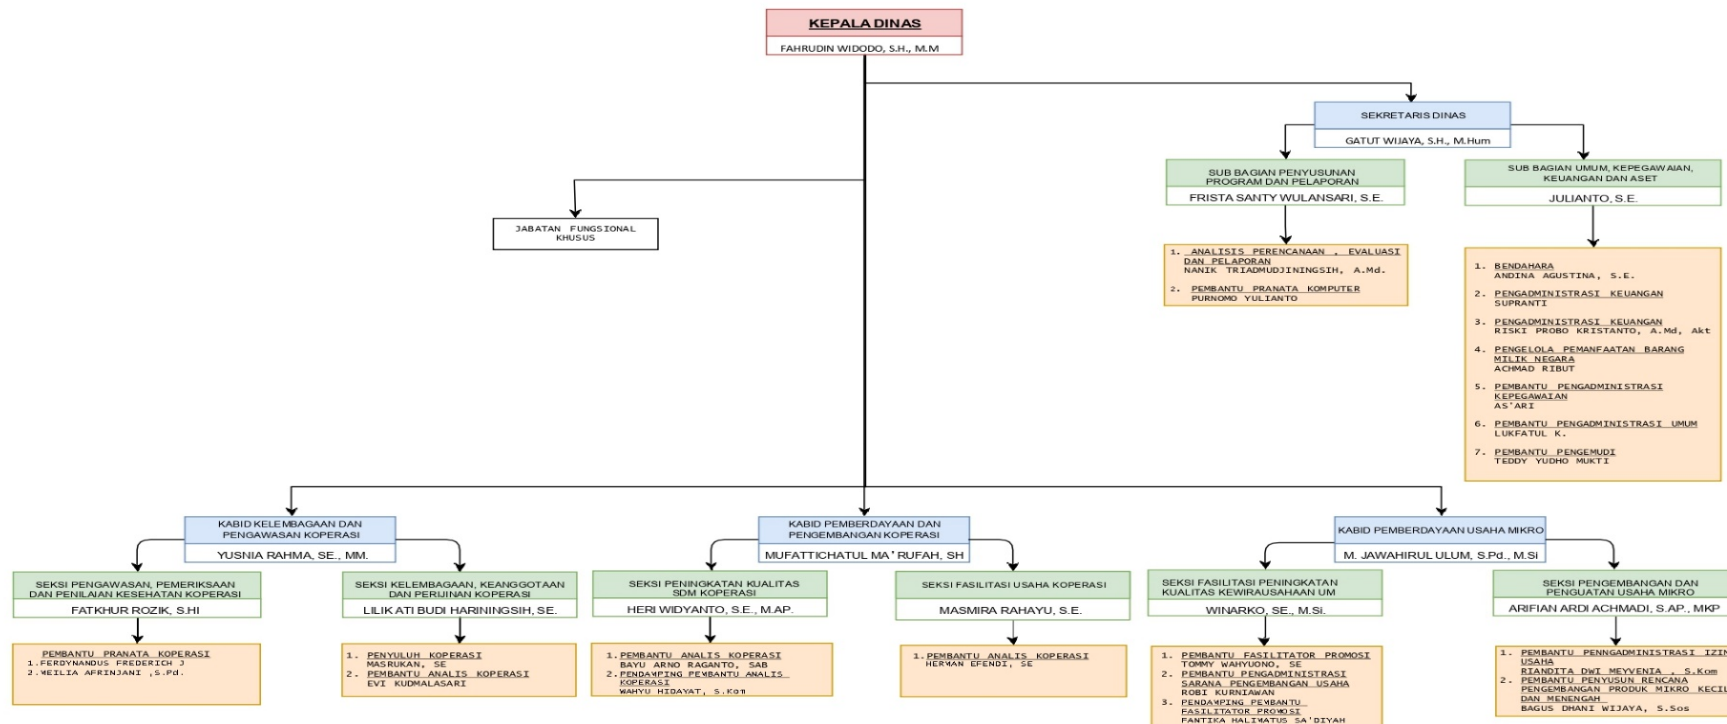 KEPALA DINAS
FAHRUDIN WIDODO, S.H., M.M
SEKRETARIS DINAS
GATUT WIJAYA, S.H., M.Hum
SUB BAGIAN PENYUSUNAN
PROGRAM DAN PELAPORAN
FRISTA SANTY WULANSARI, S.E.
SUB BAGIAN UMUM, KEPEGAWAIAN,
KEUANGAN DAN ASET
JULIANTO, S.E.
JABATAN FUNGSIONAL
KHUSUS
1. ANALISIS PERENCANAAN , EVALUASI
DAN PELAPORAN
NANIK TRIADMUDJININGSIH, A.Md.
2. PEMBANTU PRANATA KOMPUTER
PURNOMO YULIANTO
1. BENDAHARA
ANDINA AGUSTINA, S.E.
2. PENGADMINISTRASI KEUANGAN
SUPRANTI
3. PENGADMINISTRASI KEUANGAN
RISKI PROBO KRISTANTO, A.Md, Akt
4. PENGELOLA PEMANFAATAN BARANG
MILIK NEGARA
ACHMAD RIBUT
5. PEMBANTU PENGADMINISTRASI
KEPEGAWAIAN
AS'ARI
6. PEMBANTU PENGADMINISTRASI UMUM
LUKFATUL K.
7. PEMBANTU PENGEMUDI
TEDDY YUDHO MUKTI
KABID KELEMBAGAAN DAN
PENGAWASAN KOPERASI
YUSNIA RAHMA, SE., MM.
KABID PEMBERDAYAAN DAN
PENGEMBANGAN KOPERASI
MUFATTICHATUL MA'RUFAH, SH
KABID PEMBERDAYAAN USAHA MIKRO
M. JAWAHIRUL ULUM, S.Pd., M.Si
SEKSI PENGAWASAN, PEMERIKSAAN
DAN PENILAIAN KESEHATAN KOPERASI
FATKHUR ROZIK, S.HI
SEKSI KELEMBAGAAN, KEANGGOTAAN
DAN PERIJINAN KOPERASI
LILIK ATI BUDI HARININGSIH, SE.
SEKSI PENINGKATAN KUALITAS
SDM KOPERASI
HERI WIDYANTO, S.E., M.AP.
SEKSI FASILITASI USAHA KOPERASI
MASMIRA RAHAYU, S.E.
SEKSI FASILITASI PENINGKATAN
KUALITAS KEWIRAUSAHAAN UM
WINARKO, SE., M.Si.
SEKSI PENGEMBANGAN DAN
PENGUATAN USAHA MIKRO
ARIFIAN ARDI ACHMADI, S.AP., MKP
PEMBANTU PRANATA KOPERASI
1.FERDYNANDUS FREDERICH J
2.MEILIA AFRINJANI ,S.Pd.
1. PENYULUH KOPERASI
MASRUKAN, SE
2. PEMBANTU ANALIS KOPERASI
EVI KUDMALASARI
1.PEMBANTU ANALIS KOPERASI
BAYU ARNO RAGANTO, SAB
2.PENDAMPING PEMBANTU ANALIS
KOPERASI
WAHYU HIDAYAT, S.Kom
1.PEMBANTU ANALIS KOPERASI
HERMAN EFENDI, SE
1. PEMBANTU FASILITATOR PROMOSI
TOMMY WAHYUONO, SE
2. PEMBANTU PENGADMINISTRASI
SARANA PENGEMBANGAN USAHA
ROBI KURNIAWAN
3. PENDAMPING PEMBANTU
FASILITATOR PROMOSI
FANTIKA HALIMATUS SA'DIYAH
1. PEMBANTU PENNGADMINISTRASI IZIN
USAHA
RIANDITA DWI MEYVENIA , S.Kom
2. PEMBANTU PENYUSUN RENCANA
PENGEMBANGAN PRODUK MIKRO KECIL
DAN MENENGAH
BAGUS DHANI WIJAYA, S.Sos